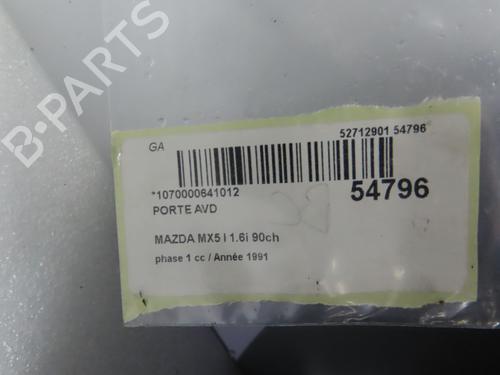 B-PARTS
GA
52712901 54796
*1070000641012
54796
PORTE AVD
MAZDA MX5 I 1.6i 90ch
phase 1 cc / Année 1991